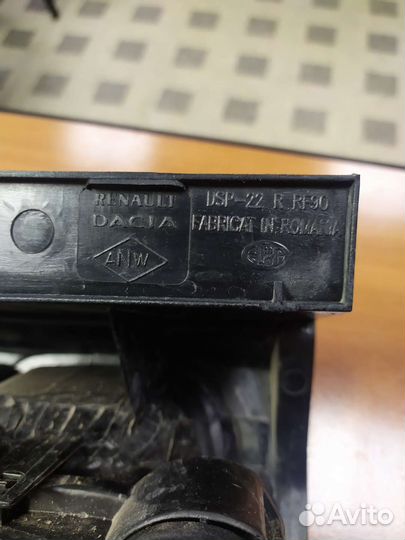 RENAULT
DACIA
ANW
DSP-22 R RF90
FABRICAT IN ROMANIA
Avito